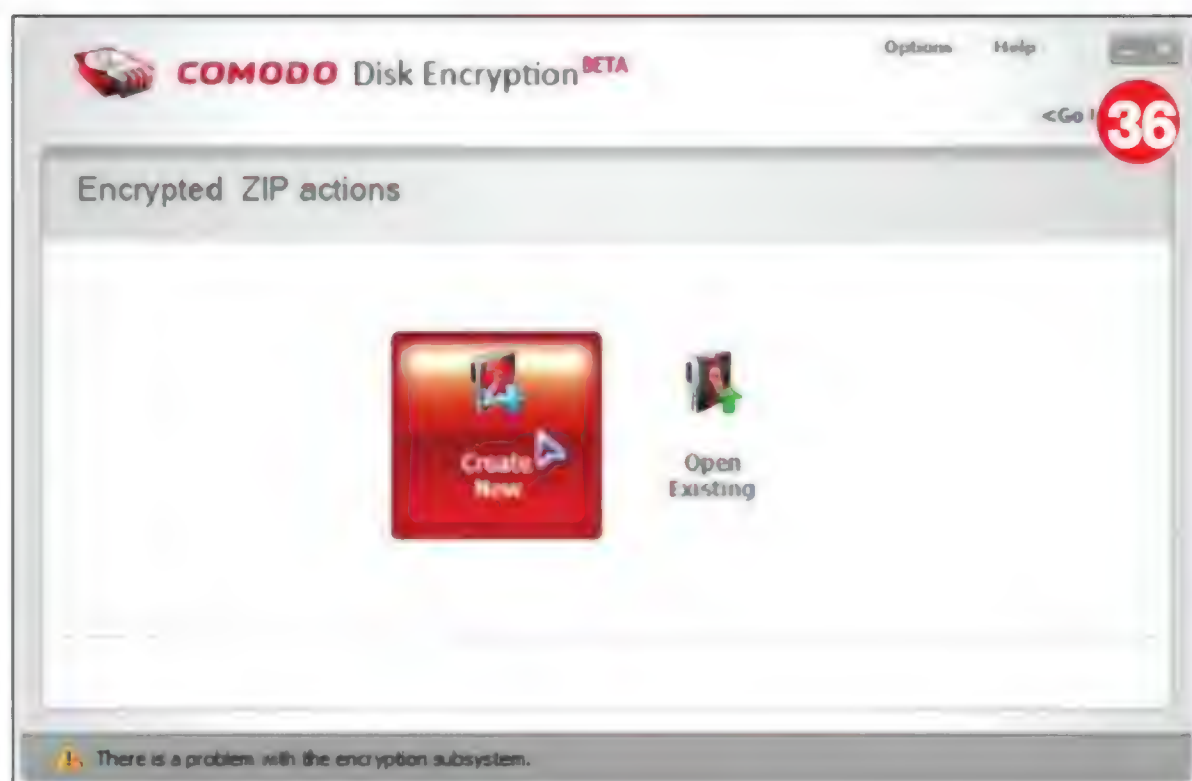 COMODO Disk Encryption BETA
Options Help
<Go
36
Encrypted ZIP actions
Create
New
Open
Existing
There is a problem with the encryption subsystem.